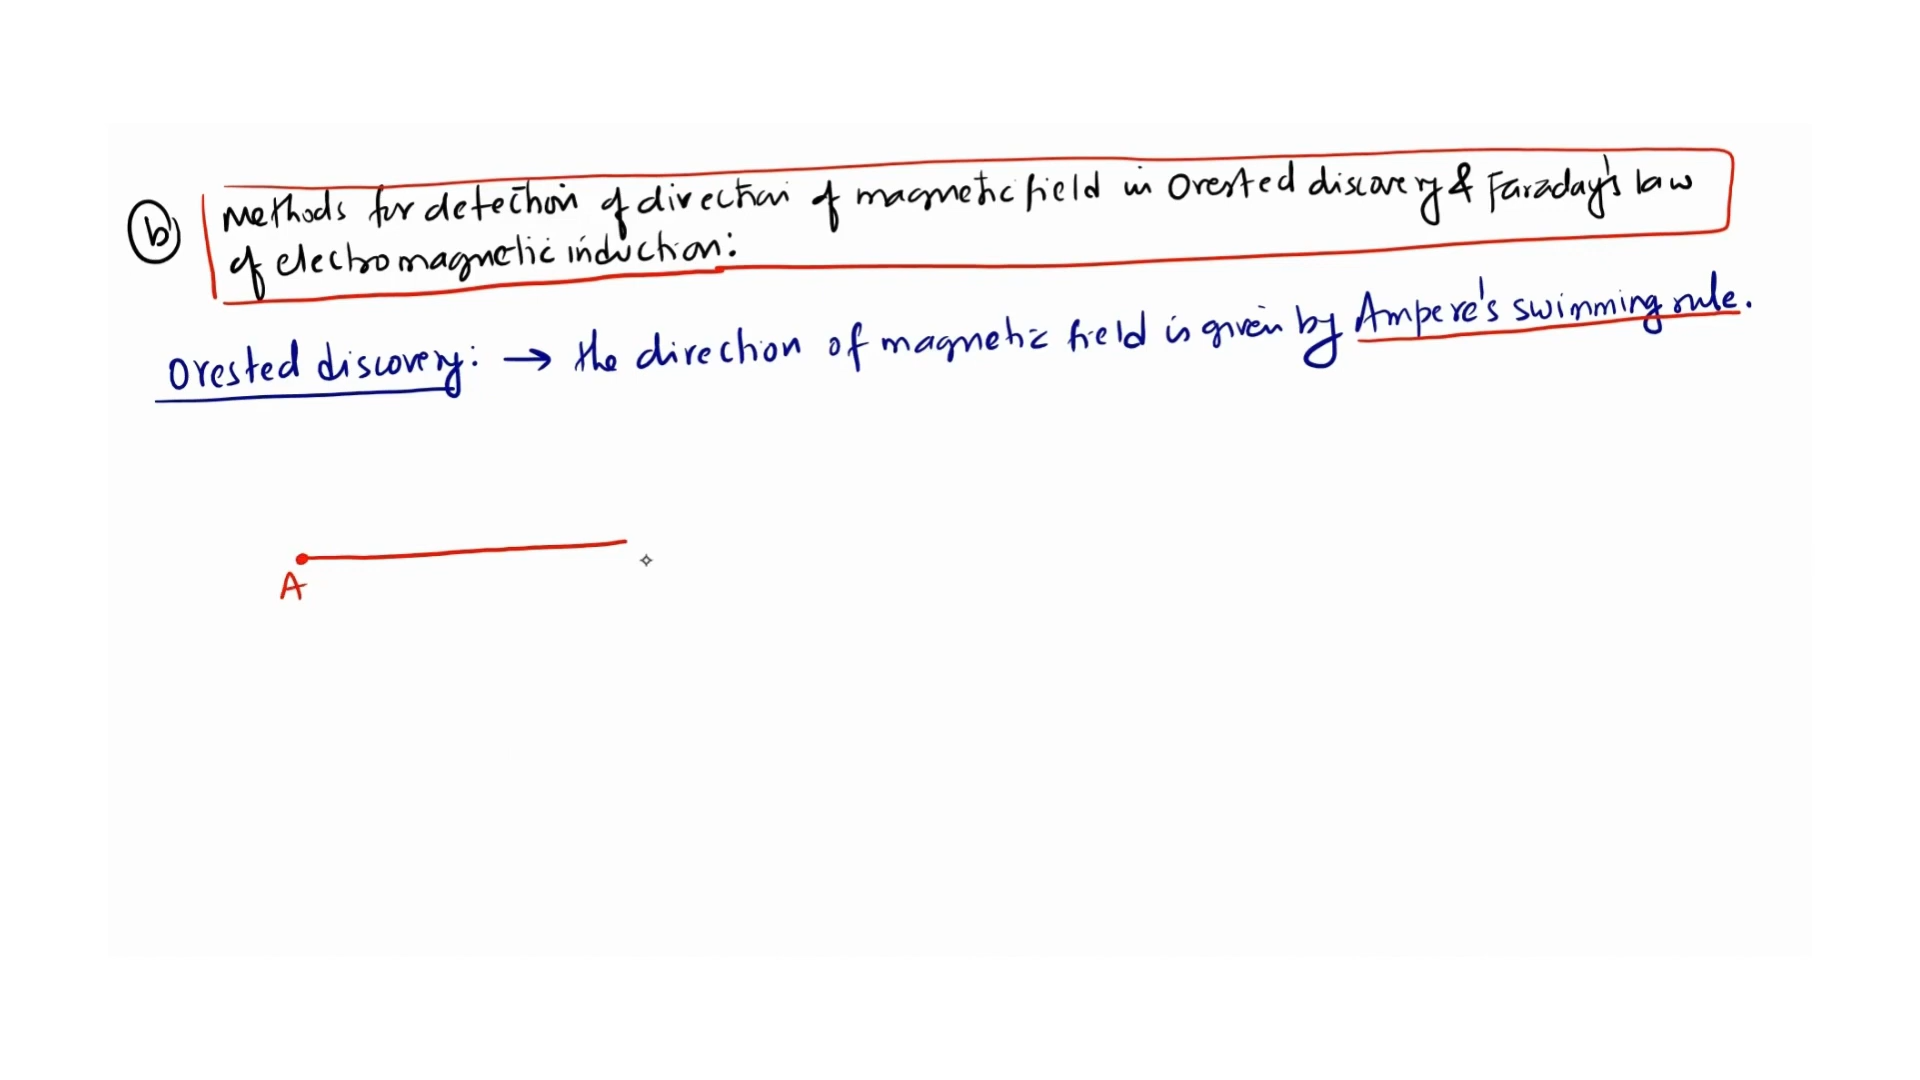 (b) Methods for detection of direction of magnetic field in Orested discovery & Faraday's law
of electromagnetic induction:
Orested discovery: → the direction of magnetic field is given by Ampere's swimming rule.
A